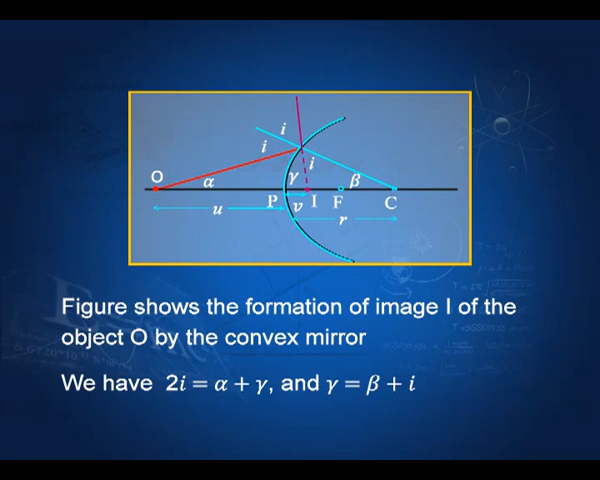 i
i
i
O
α
γ
β
P
v
I
F
C
u
r
Figure shows the formation of image I of the
object O by the convex mirror
We have 2i = α + γ, and γ = β + i